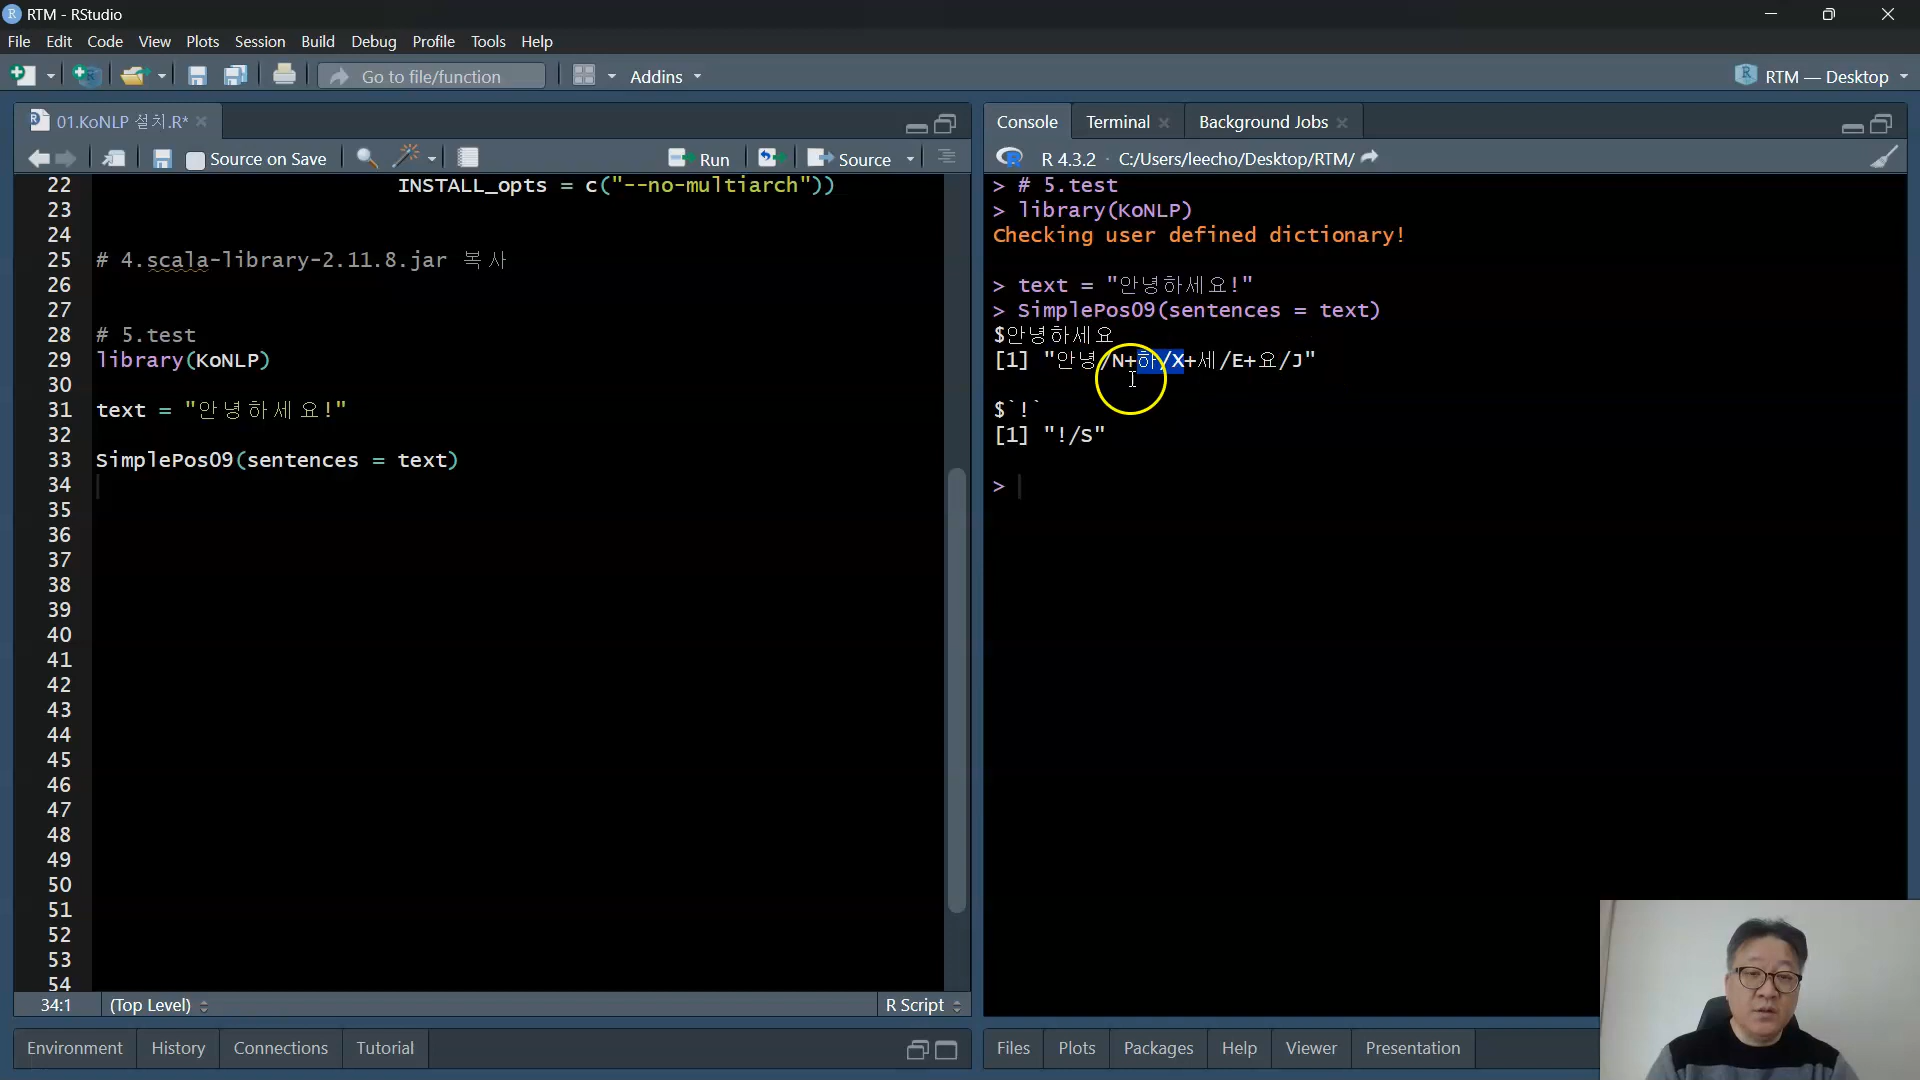 RTM - RStudio
File Edit Code View Plots Session Build Debug Profile Tools Help
Go to file/function
Addins
RTM — Desktop
01.KoNLP 설치.R*
Source on Save
Run
Source
22 INSTALL_opts = c("--no-multiarch"))
23
24
25 # 4.scala-library-2.11.8.jar 복사
26
27
28 # 5.test
29 library(KoNLP)
30
31 text = "안녕하세요!"
32
33 SimplePos09(sentences = text)
34
35
36
37
38
39
40
41
42
43
44
45
46
47
48
49
50
51
52
53
54
34:1 (Top Level) R Script
Environment History Connections Tutorial
Console Terminal Background Jobs
R 4.3.2 · C:/Users/leecho/Desktop/RTM/
> # 5.test
> library(KoNLP)
Checking user defined dictionary!
> text = "안녕하세요!"
> SimplePos09(sentences = text)
$안녕하세요
[1] "안녕/N+하/X+세/E+요/J"
$`!`
[1] "!/S"
>
Files Plots Packages Help Viewer Presentation